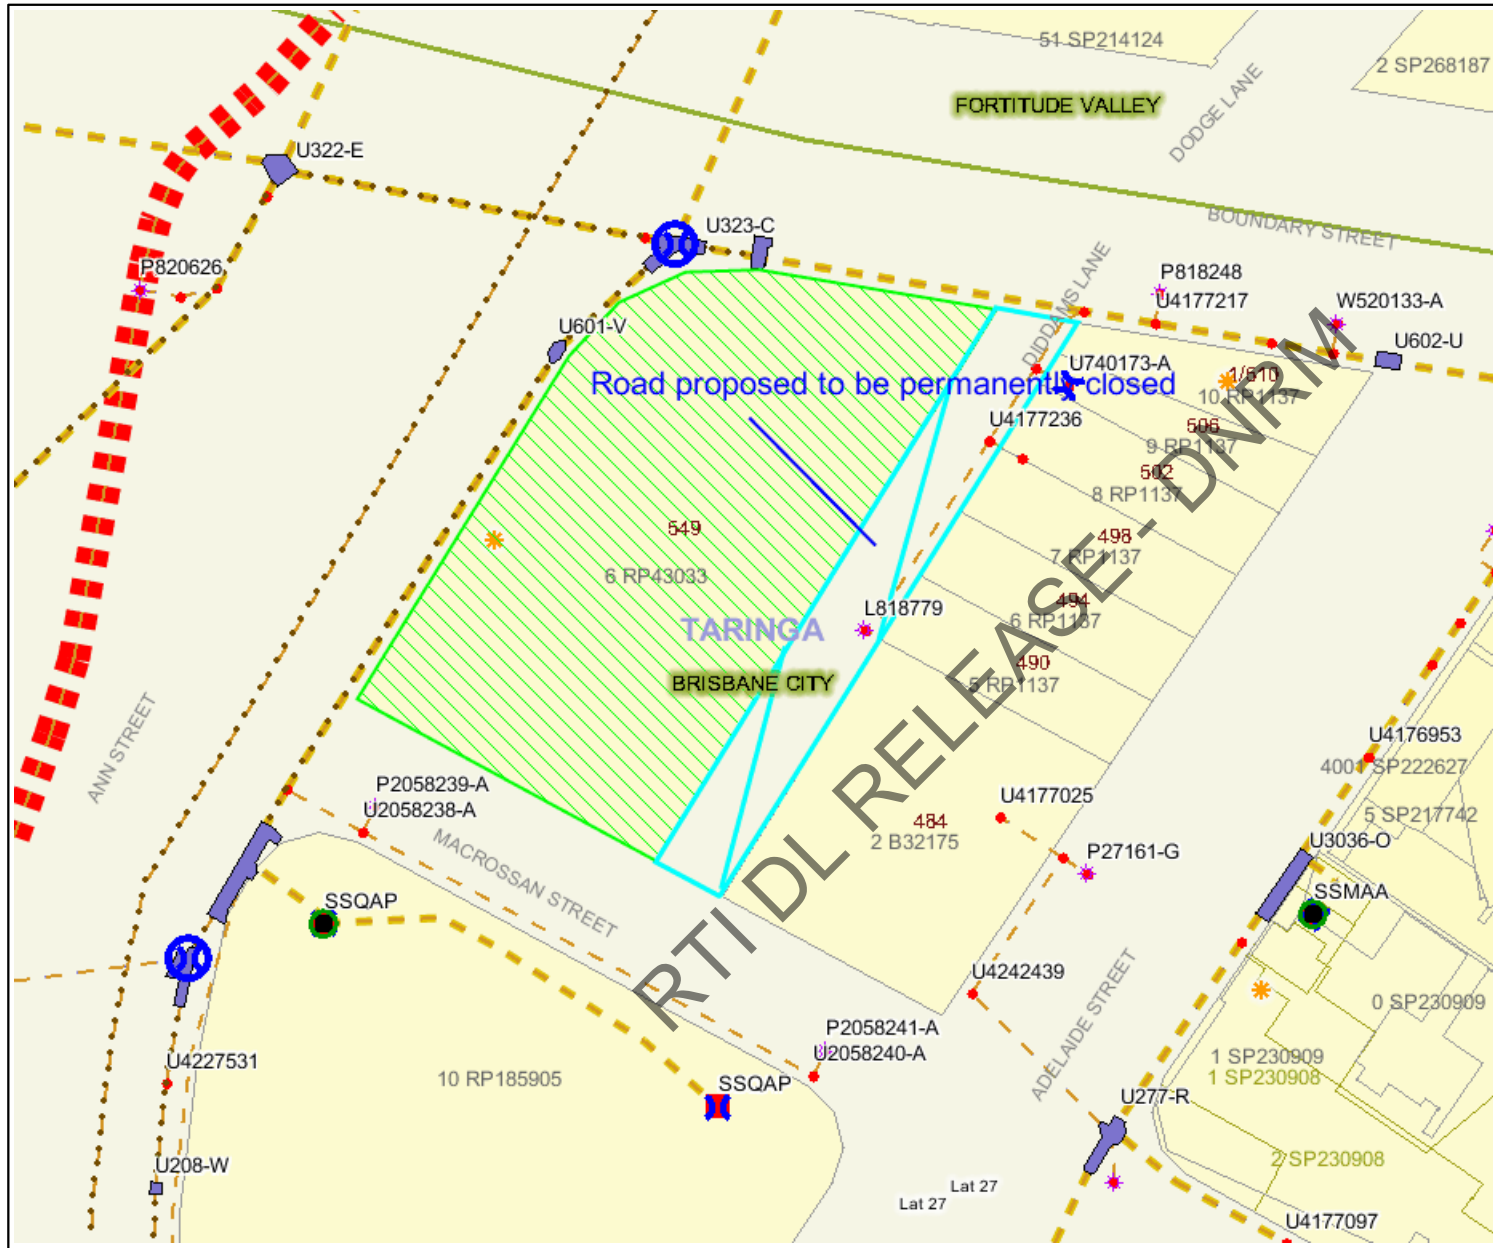 51 SP214124
2 SP268187
FORTITUDE VALLEY
DODGE LANE
U322-E
U323-C
BOUNDARY STREET
P820626
DIDDAMS LANE
P818248
U4177217
W520133-A
U601-V
U602-U
U740173-A
Road proposed to be permanently closed
1/510
10 RP1137
U4177236
506
9 RP1137
502
8 RP1137
549
498
7 RP1137
6 RP43033
494
6 RP1137
L818779
TARINGA
490
5 RP1137
BRISBANE CITY
ANN STREET
U4176953
4001 SP222627
P2058239-A
U2058238-A
U4177025
5 SP217742
484
2 B32175
MACROSSAN STREET
U3036-O
P27161-G
SSQAP
SSMAA
RTI DL RELEASE - DNRM
U4242439
ADELAIDE STREET
0 SP230909
P2058241-A
U2058240-A
U4227531
10 RP185905
SSQAP
1 SP230909
1 SP230908
U277-R
U208-W
2 SP230908
Lat 27
Lat 27
U4177097